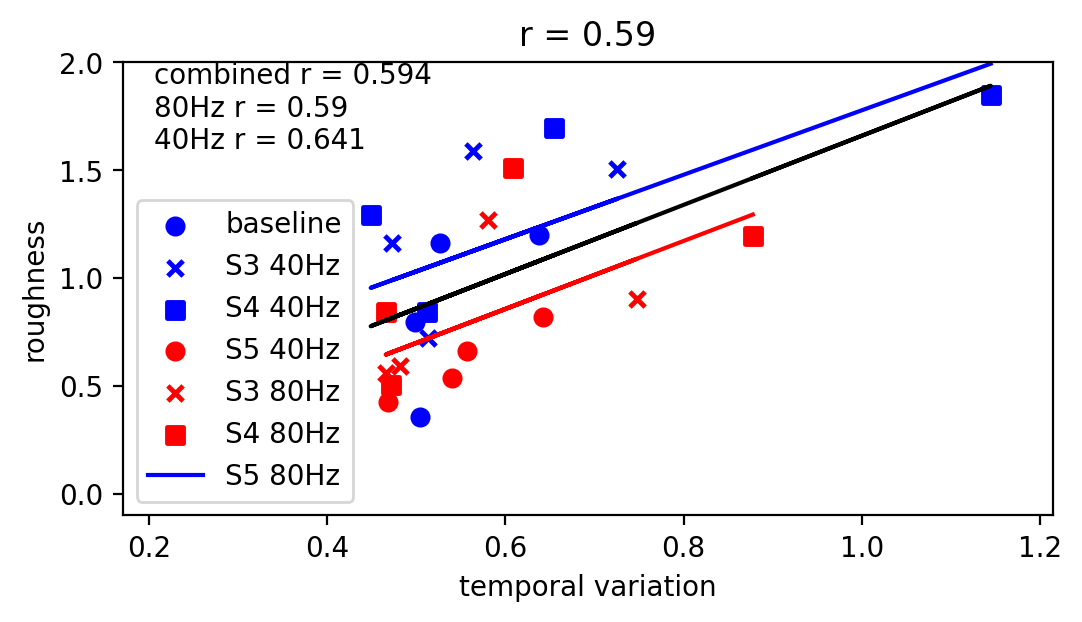 r = 0.59
combined r = 0.594
80Hz r = 0.59
40Hz r = 0.641
2.0
1.5
1.0
0.5
0.0
roughness
baseline
S3 40Hz
S4 40Hz
S5 40Hz
S3 80Hz
S4 80Hz
S5 80Hz
0.2 0.4 0.6 0.8 1.0 1.2
temporal variation